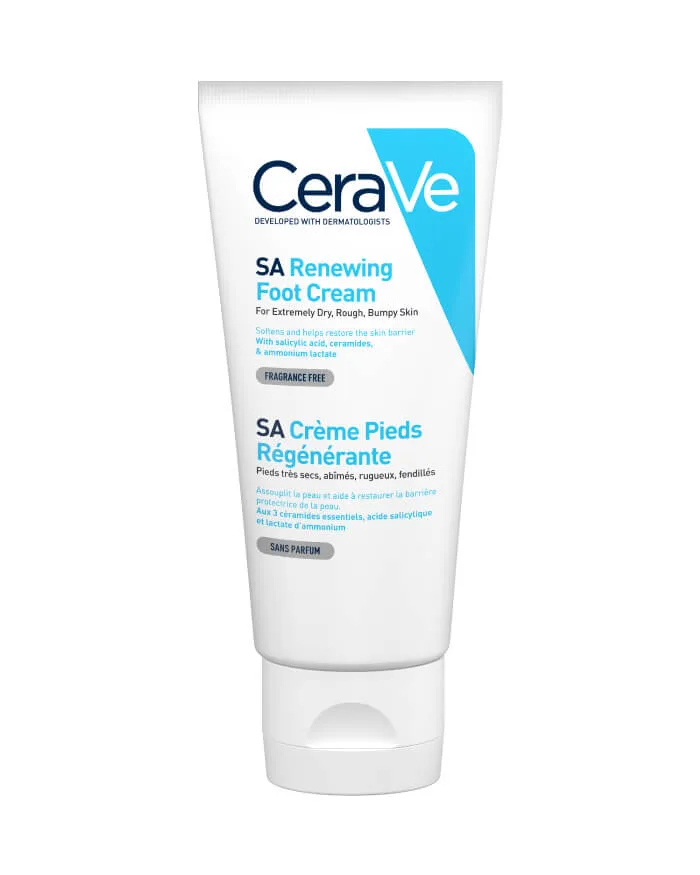 CeraVe
DEVELOPED WITH DERMATOLOGISTS
SA Renewing
Foot Cream
For Extremely Dry, Rough, Bumpy Skin
Softens and helps restore the skin barrier
With salicylic acid, ceramides,
& ammonium lactate
FRAGRANCE FREE
SA Crème Pieds
Régénérante
Pieds très secs, abîmés, rugueux, fendillés
Assouplit la peau et aide à restaurer la barrière
protectrice de la peau.
Aux 3 céramides essentiels, acide salicylique
et lactate d'ammonium
SANS PARFUM